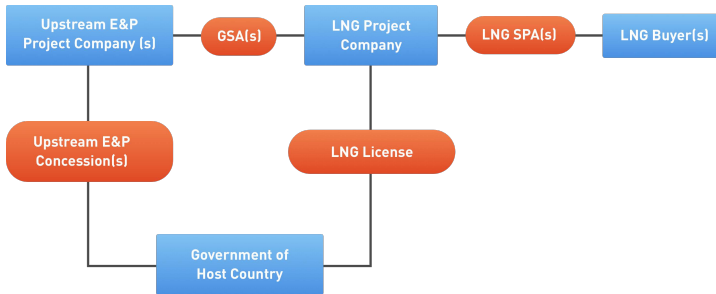 Upstream E&P
Project Company (s)
GSA(s)
LNG Project
Company
LNG SPA(s)
LNG Buyer(s)
Upstream E&P
Concession(s)
LNG License
Government of
Host Country